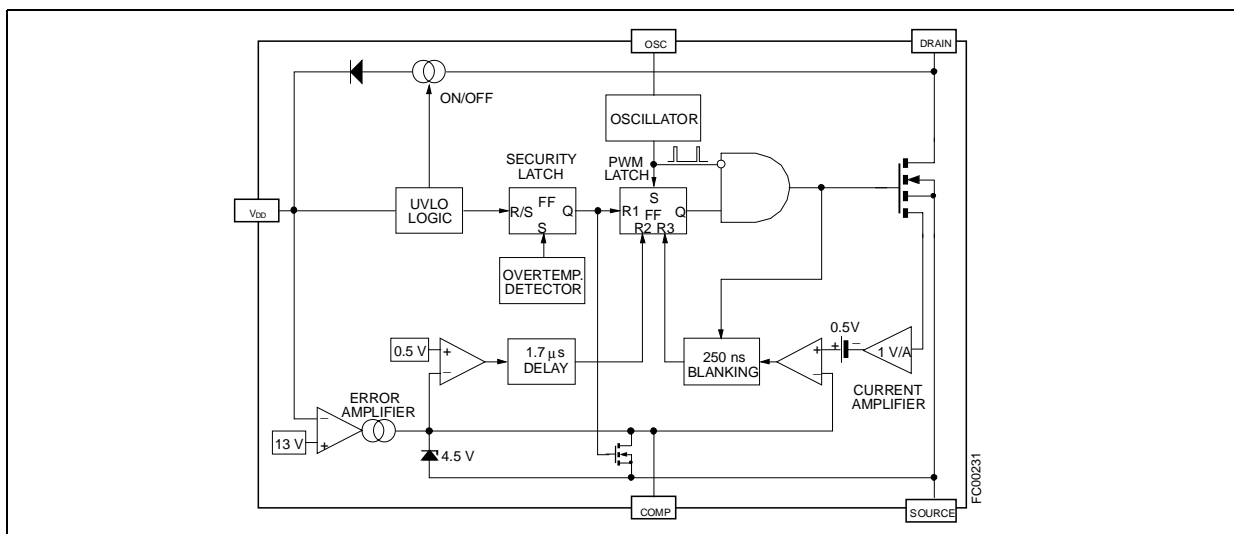 OSC
DRAIN
ON/OFF
OSCILLATOR
SECURITY
LATCH
PWM
LATCH
VDD
UVLO
LOGIC
R/S
FF
Q
S
S
R1
FF
Q
R2 R3
OVERTEMP.
DETECTOR
0.5 V
+
−
1.7 μs
DELAY
250 ns
BLANKING
+
−
0.5V
+ −
1 V/A
CURRENT
AMPLIFIER
ERROR
AMPLIFIER
13 V
−
+
4.5 V
COMP
SOURCE
FC00231